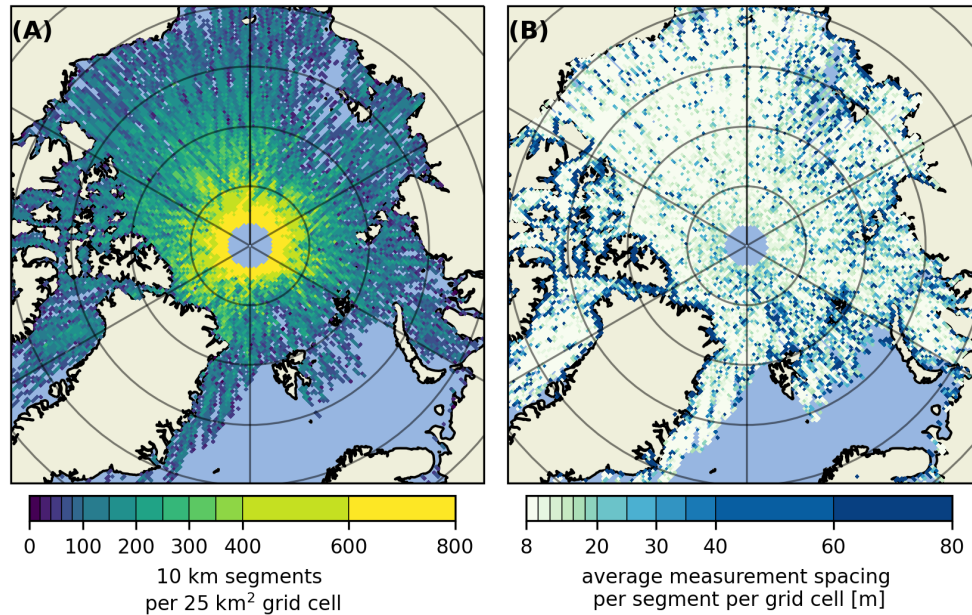 (A)
(B)
0 100 200 300 400 600 800
10 km segments
per 25 km² grid cell
8 20 30 40 60 80
average measurement spacing
per segment per grid cell [m]